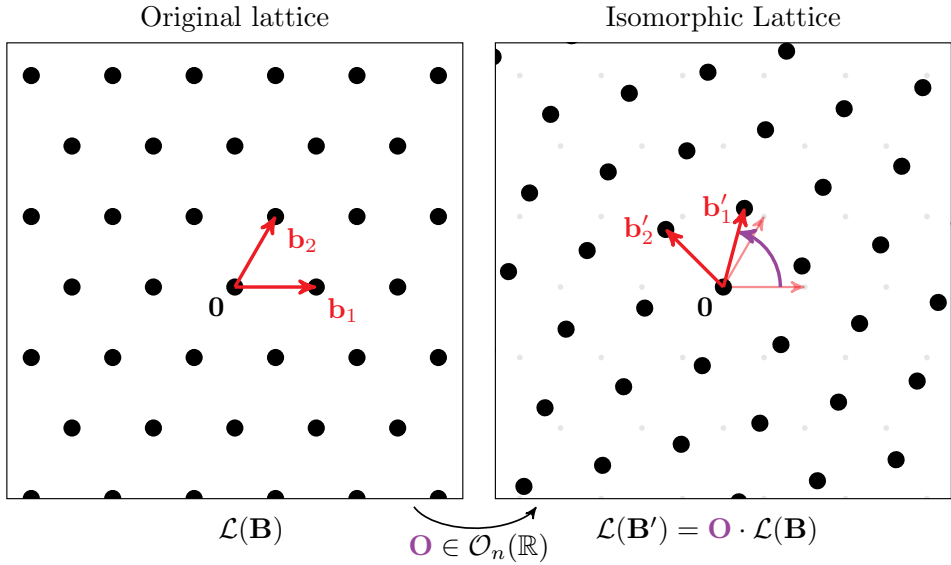 Original lattice
Isomorphic Lattice
b₂
0
b₁
b′₁
b′₂
0
ℒ(B)
O ∈ 𝒪ₙ(ℝ)
ℒ(B′) = O · ℒ(B)